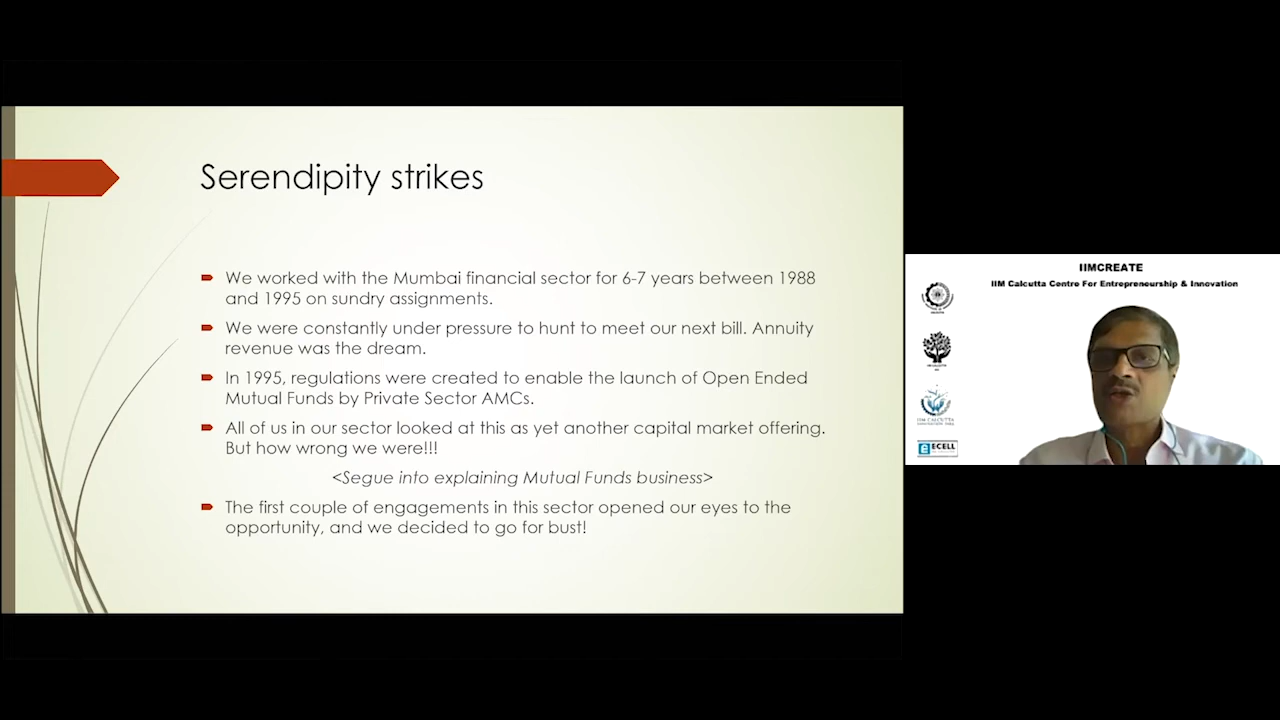 Serendipity strikes
We worked with the Mumbai financial sector for 6-7 years between 1988
and 1995 on sundry assignments.
We were constantly under pressure to hunt to meet our next bill. Annuity
revenue was the dream.
In 1995, regulations were created to enable the launch of Open Ended
Mutual Funds by Private Sector AMCs.
All of us in our sector looked at this as yet another capital market offering.
But how wrong we were!!!
<Segue into explaining Mutual Funds business>
The first couple of engagements in this sector opened our eyes to the
opportunity, and we decided to go for bust!
IIMCREATE
IIM Calcutta Centre For Entrepreneurship & Innovation
IIM CALCUTTA
ECELL